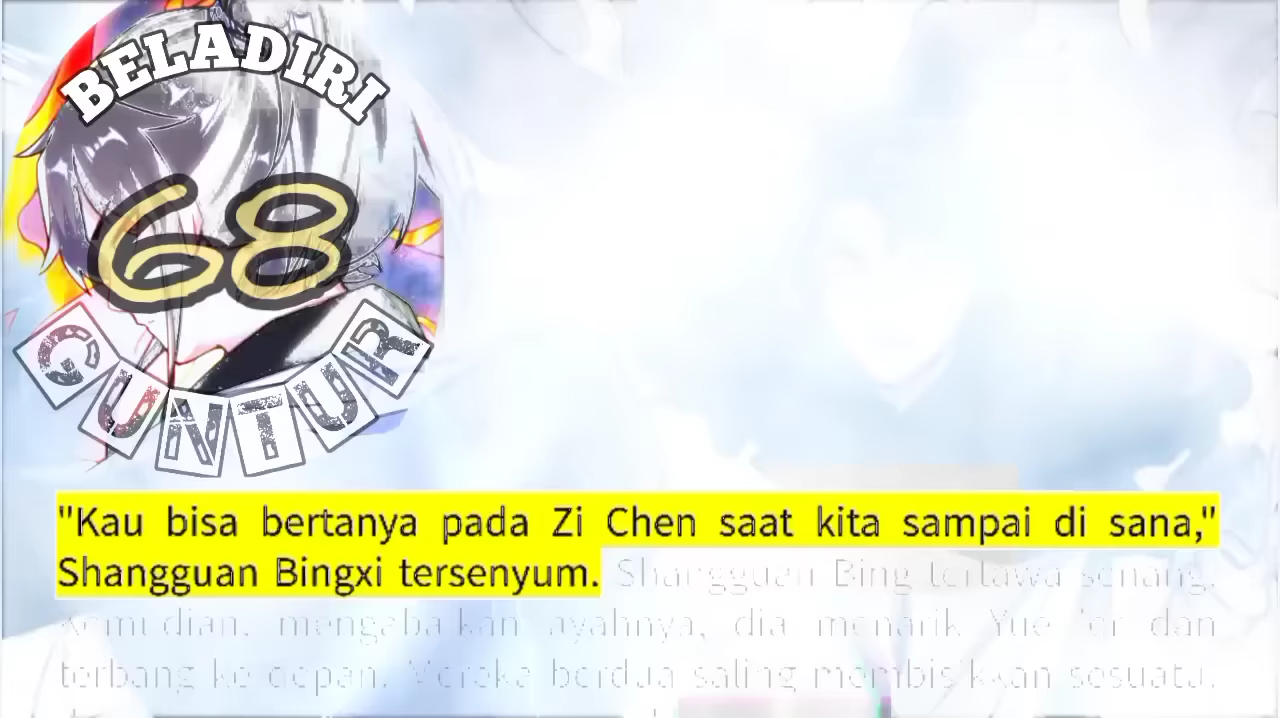 BELADIRI
68
GUNTUR
"Kau bisa bertanya pada Zi Chen saat kita sampai di sana,"
Shangguan Bingxi tersenyum. Shangguan Bing tertawa senang.
Kemudian, mengabaikan ayahnya, dia menarik Yue 'er dan
terbang ke depan. Mereka berdua saling membisikkan sesuatu.